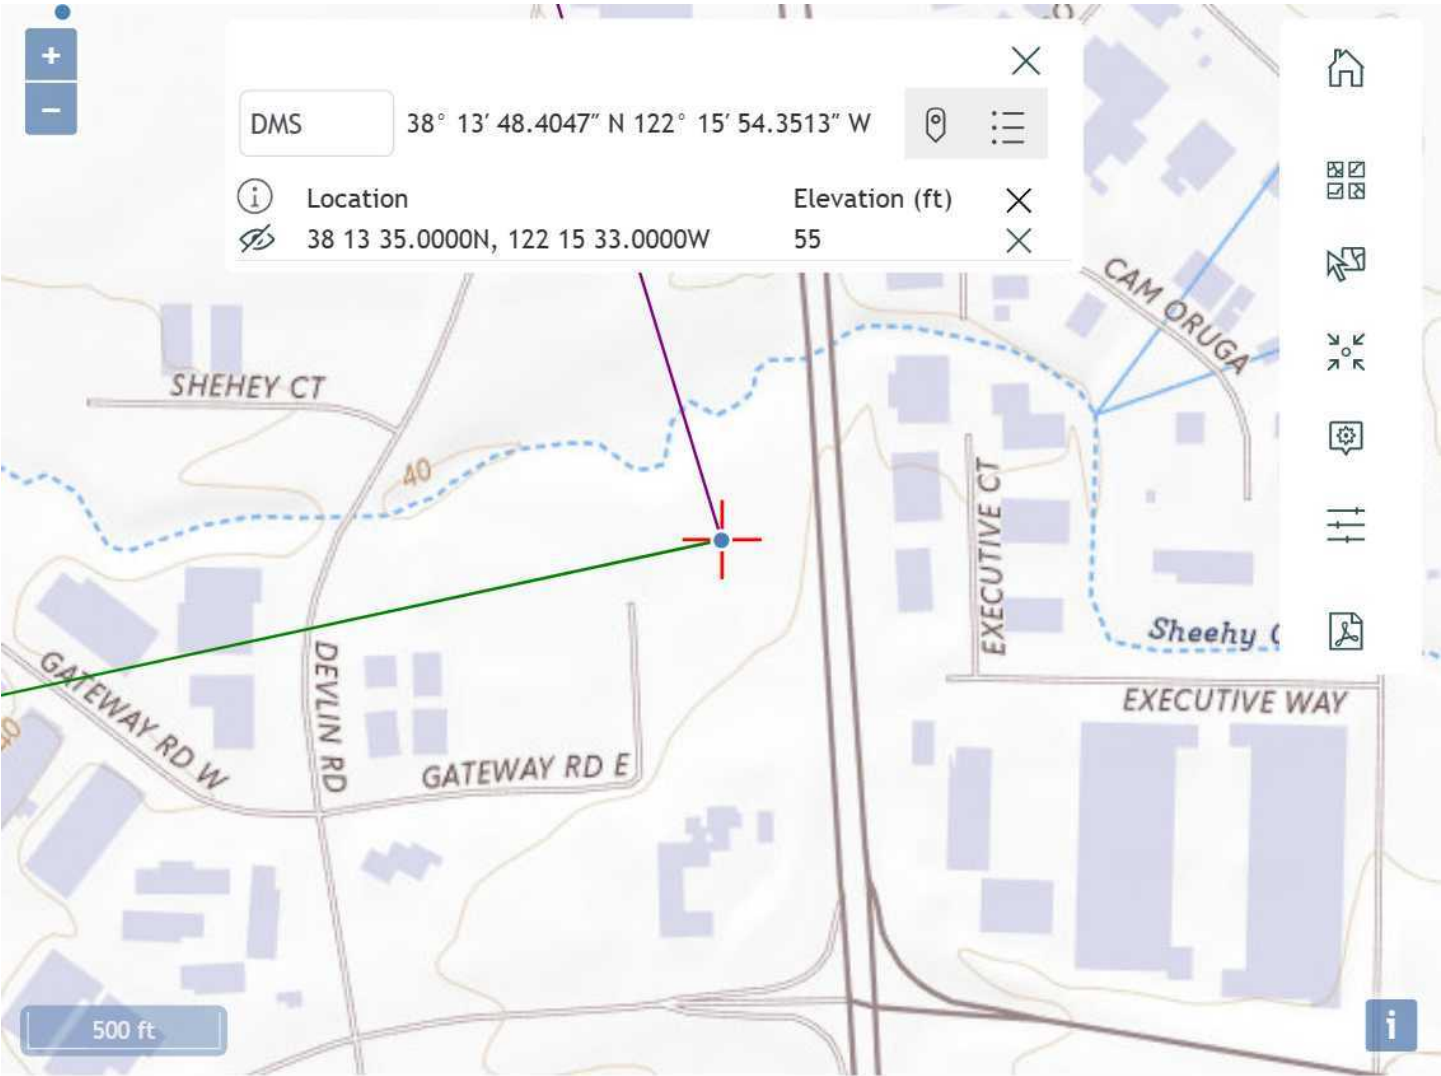 +
−
DMS
38° 13′ 48.4047″ N 122° 15′ 54.3513″ W
Location
Elevation (ft)
38 13 35.0000N, 122 15 33.0000W
55
CAM ORUGA
SHEHEY CT
40
EXECUTIVE CT
Sheehy
GATEWAY RD W
DEVLIN RD
GATEWAY RD E
EXECUTIVE WAY
40
500 ft
i